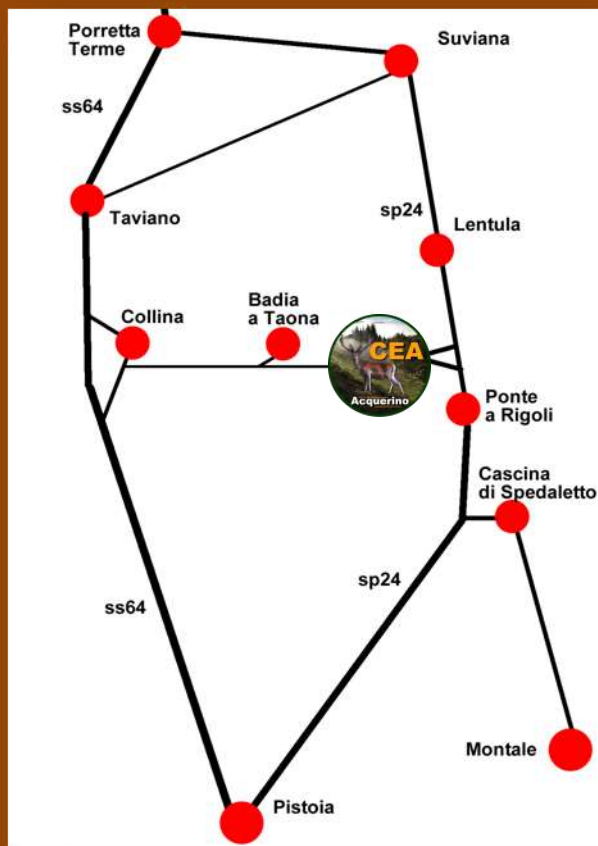 Porretta
Terme
Suviana
ss64
Taviano
sp24
Lentula
Collina
Badia
a Taona
CEA
Acquerino
Ponte
a Rigoli
Cascina
di Spedaletto
ss64
sp24
Montale
Pistoia